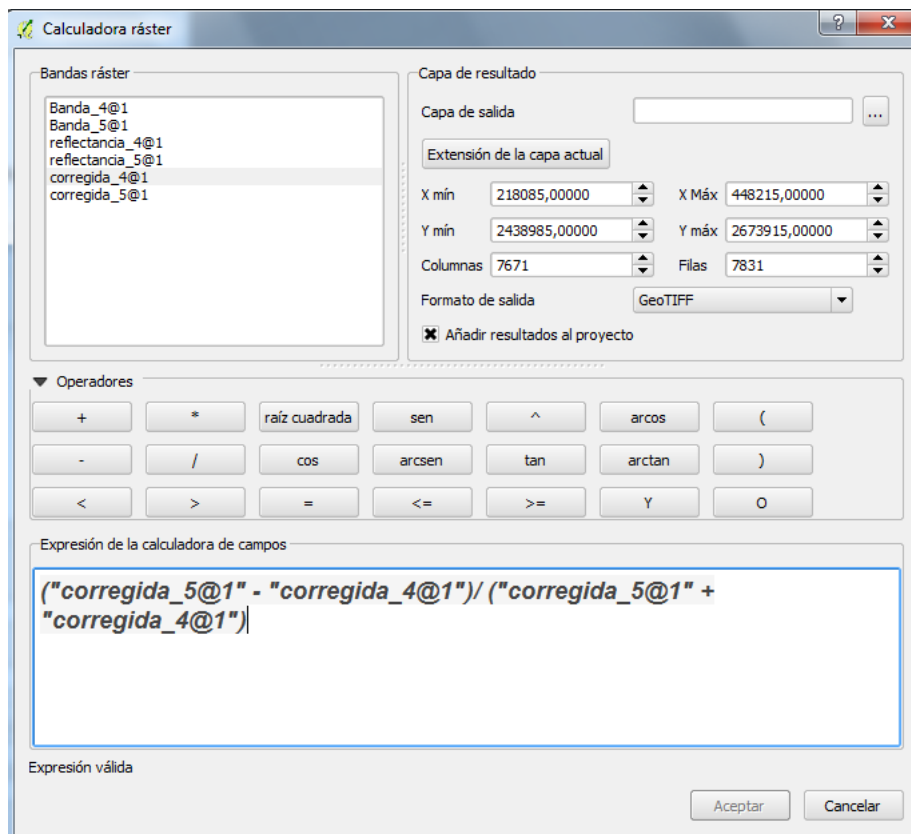 Calculadora ráster
Bandas ráster
Banda_4@1
Banda_5@1
reflectancia_4@1
reflectancia_5@1
corregida_4@1
corregida_5@1
Capa de resultado
Capa de salida
...
Extensión de la capa actual
X mín 218085,00000 X Máx 448215,00000
Y mín 2438985,00000 Y máx 2673915,00000
Columnas 7671 Filas 7831
Formato de salida GeoTIFF
Añadir resultados al proyecto
Operadores
+ * raíz cuadrada sen ^ arcos (
- / cos arcsen tan arctan )
< > = <= >= Y O
Expresión de la calculadora de campos
("corregida_5@1" - "corregida_4@1")/ ("corregida_5@1" +
"corregida_4@1")
Expresión válida
Aceptar Cancelar